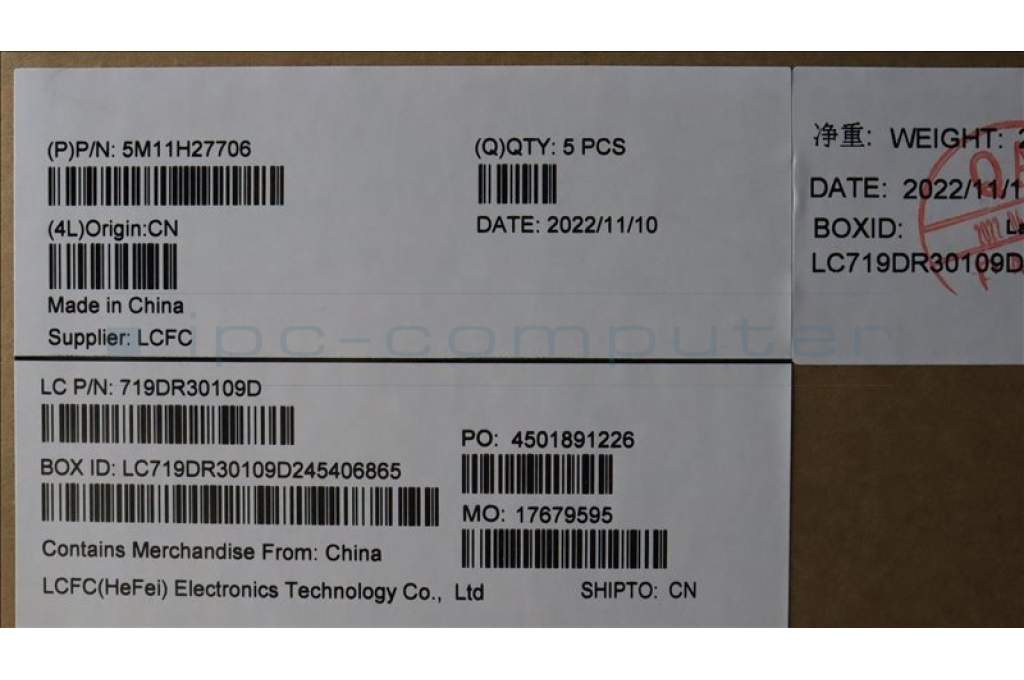 (P)P/N: 5M11H27706
(Q)QTY: 5 PCS
(4L)Origin:CN
DATE: 2022/11/10
Made in China
Supplier: LCFC
ipc-computer
LC P/N: 719DR30109D
PO: 4501891226
BOX ID: LC719DR30109D245406865
MO: 17679595
Contains Merchandise From: China
LCFC(HeFei) Electronics Technology Co., Ltd
SHIPTO: CN
净重: WEIGHT:
DATE: 2022/11/1
BOXID:
LC719DR30109D